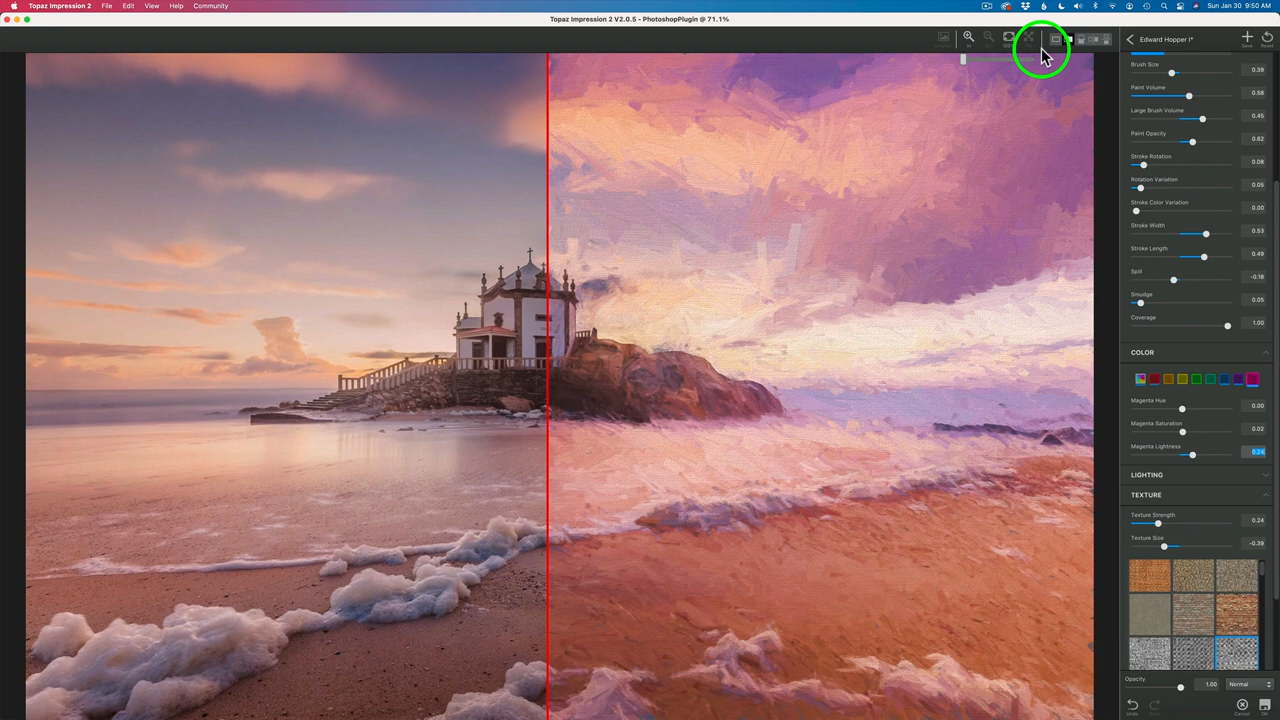 Topaz Impression 2 File Edit View Help Community Sun Jan 30 9:50 AM
Topaz Impression 2 V2.0.5 - PhotoshopPlugin @ 71.1%
In
100%
Edward Hopper I*
Save
Reset
Brush Size 0.39
Paint Volume 0.58
Large Brush Volume 0.45
Paint Opacity 0.62
Stroke Rotation 0.08
Rotation Variation 0.05
Stroke Color Variation 0.00
Stroke Width 0.53
Stroke Length 0.49
Spill -0.18
Smudge 0.05
Coverage 1.00
COLOR
Magenta Hue 0.00
Magenta Saturation 0.02
Magenta Lightness 0.24
LIGHTING
TEXTURE
Texture Strength 0.24
Texture Size -0.39
Opacity 1.00 Normal
Undo
Cancel
OK